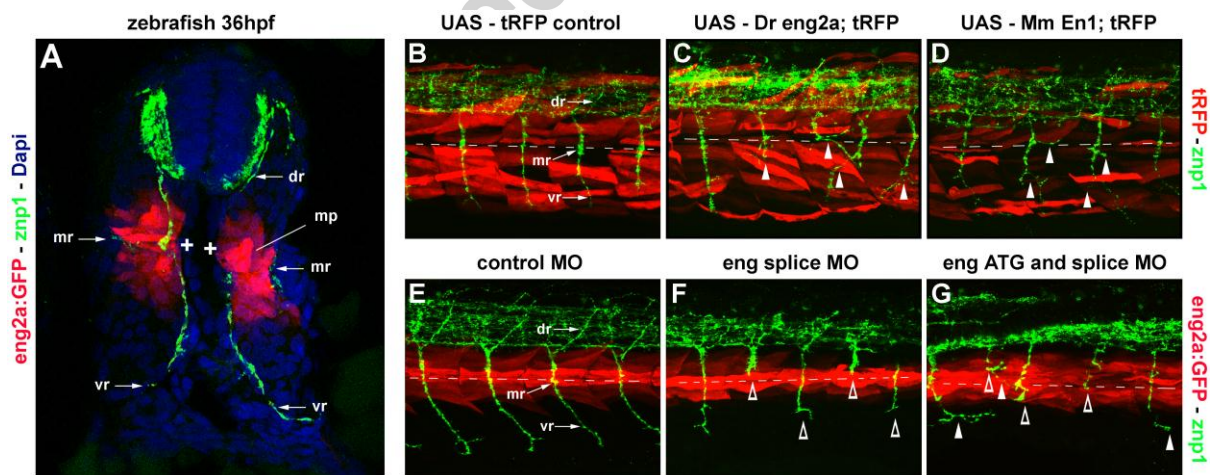 zebrafish 36hpf
UAS - tRFP control
UAS - Dr eng2a; tRFP
UAS - Mm En1; tRFP
A
B
C
D
dr
mp
mr
mr
vr
vr
dr
mr
vr
eng2a:GFP - znp1 - Dapi
tRFP - znp1
control MO
eng splice MO
eng ATG and splice MO
E
F
G
dr
mr
vr
eng2a:GFP - znp1